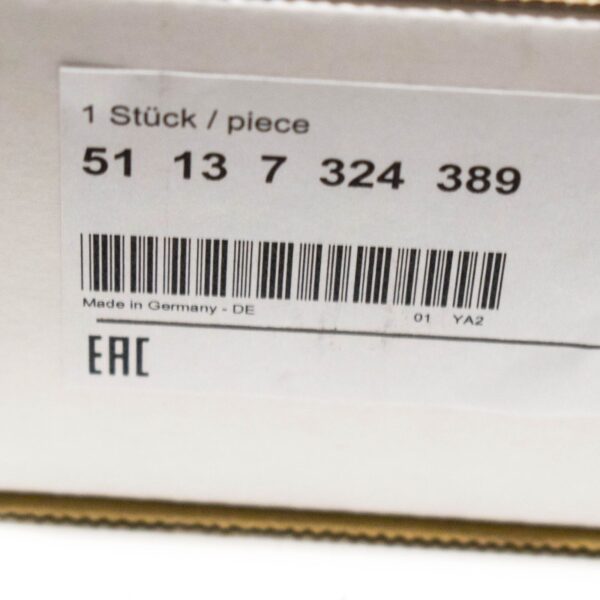 1 Stück / piece
51 13 7 324 389
Made in Germany - DE 01 YA2
EAC